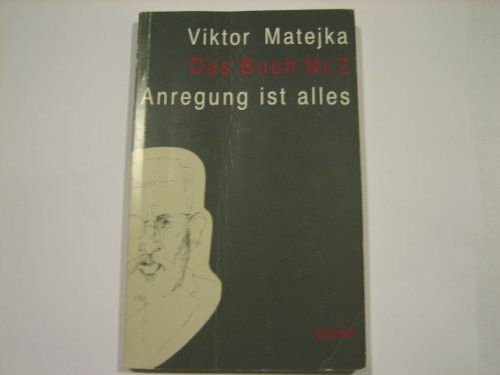 Viktor Matejka
Das Buch Nr.2
Anregung ist alles
Löcker